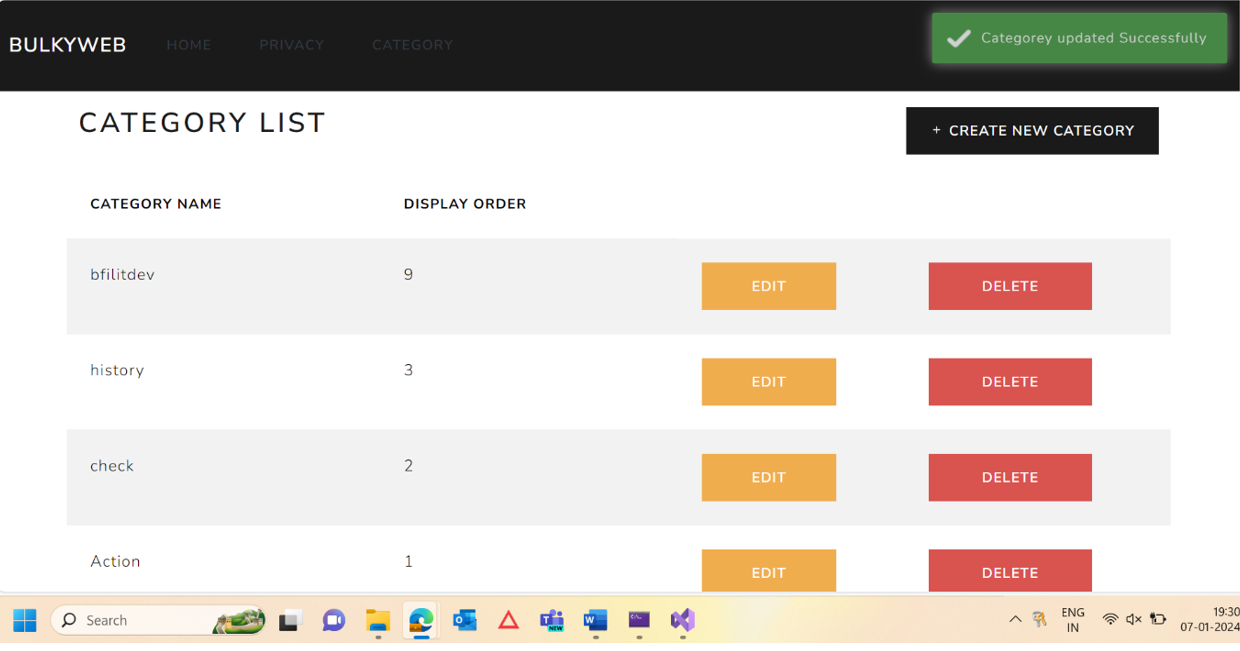 BULKYWEB HOME PRIVACY CATEGORY
Categorey updated Successfully
CATEGORY LIST
+ CREATE NEW CATEGORY
CATEGORY NAME DISPLAY ORDER
bfilitdev 9 EDIT DELETE
history 3 EDIT DELETE
check 2 EDIT DELETE
Action 1 EDIT DELETE
Search
ENG
IN
19:30
07-01-2024